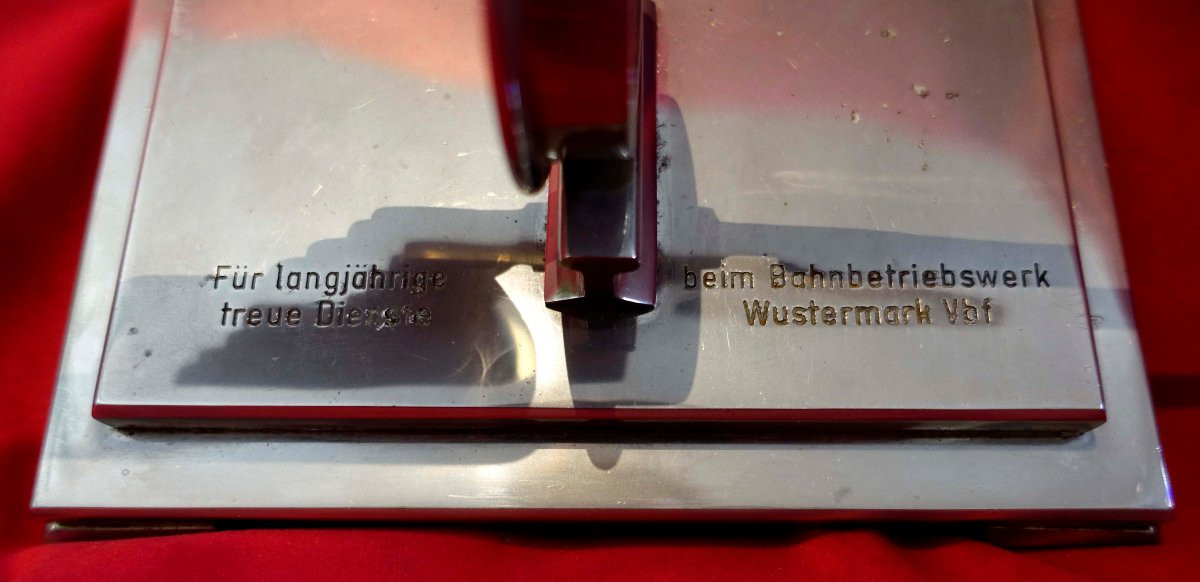 Für langjährige
treue Dienste
beim Bahnbetriebswerk
Wustermark Vbf